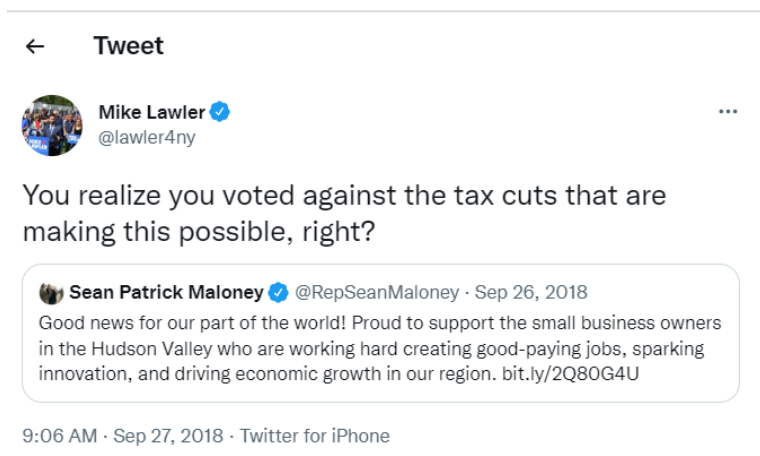 Tweet
Mike Lawler
@lawler4ny
You realize you voted against the tax cuts that are
making this possible, right?
Sean Patrick Maloney @RepSeanMaloney · Sep 26, 2018
Good news for our part of the world! Proud to support the small business owners
in the Hudson Valley who are working hard creating good-paying jobs, sparking
innovation, and driving economic growth in our region. bit.ly/2Q80G4U
9:06 AM · Sep 27, 2018 · Twitter for iPhone